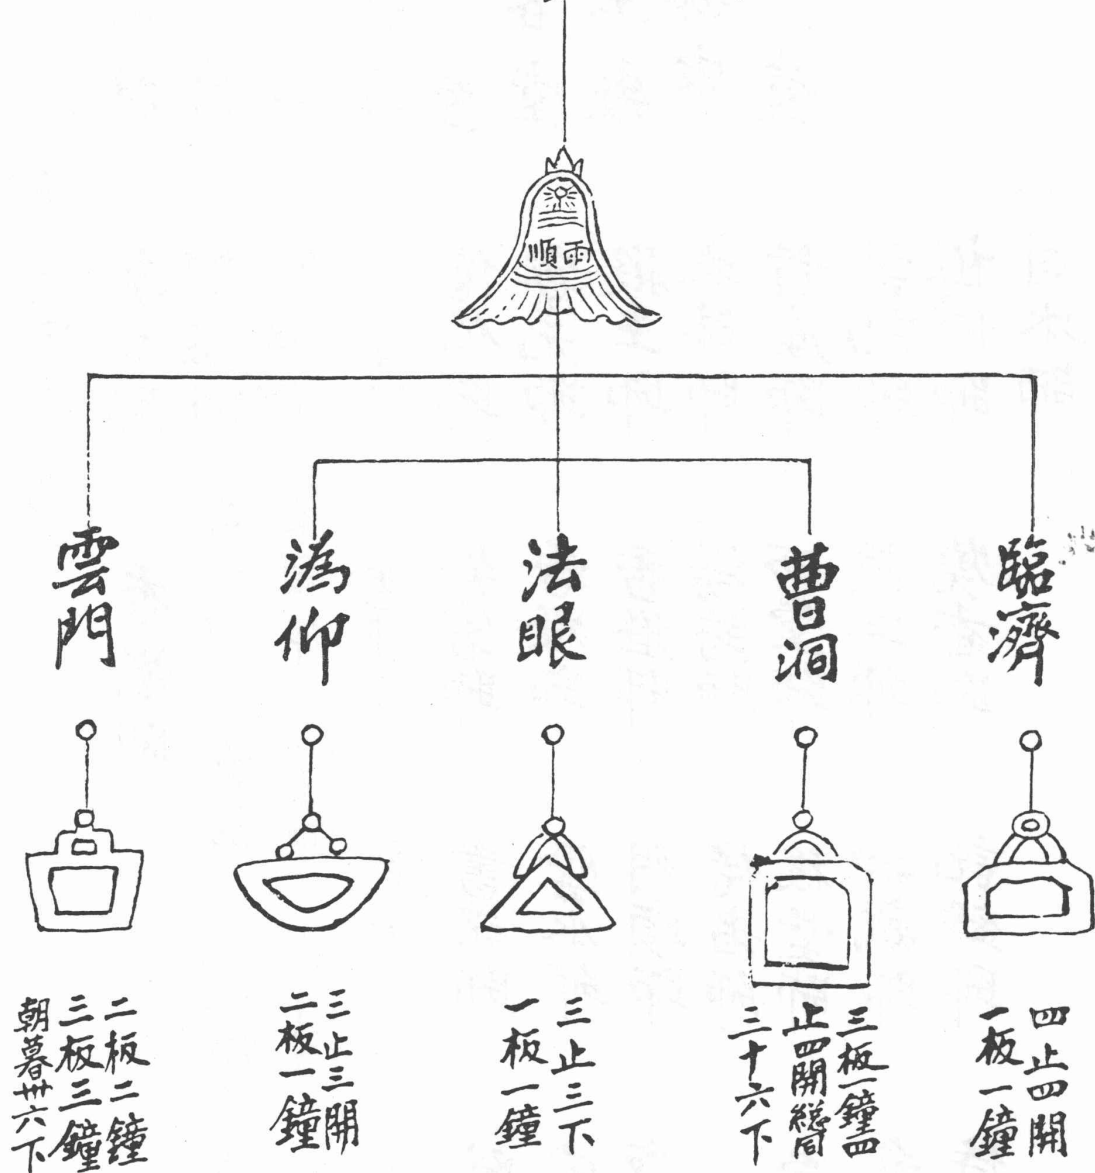 雨順
臨濟
曹洞
法眼
潙仰
雲門
四止四開
一板一鐘
三板一鐘四
止四開総同
三十六下
三止三下
一板一鐘
三止三開
二板一鐘
二板二鐘
三板三鐘
朝暮卅六下